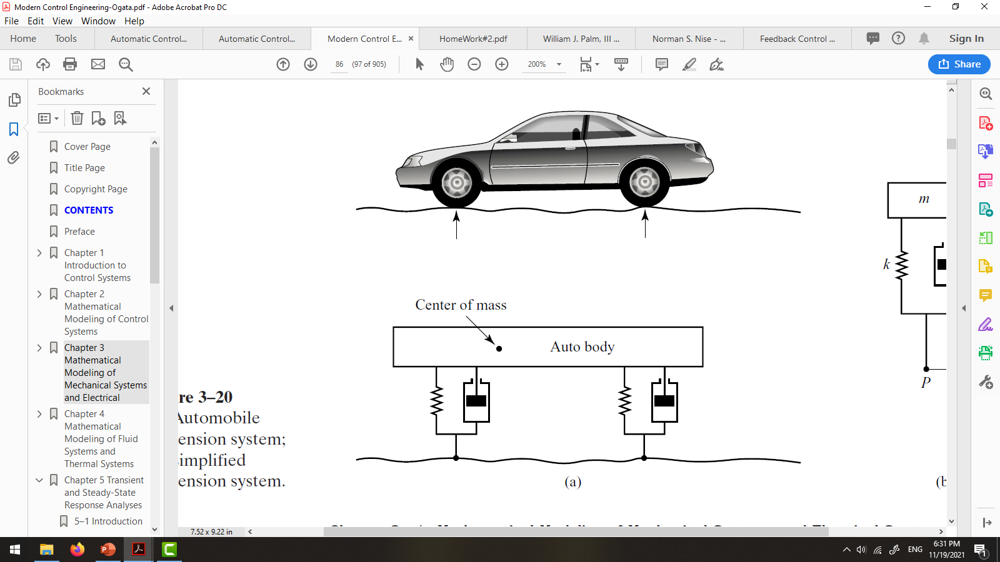 Modern Control Engineering-Ogata.pdf - Adobe Acrobat Pro DC
File Edit View Window Help
Home Tools Automatic Control... Automatic Control... Modern Control E... × HomeWork#2.pdf William J. Palm, III ... Norman S. Nise - ... Feedback Control ... Sign In
86 (97 of 905) 200% Share
Bookmarks
Cover Page
Title Page
Copyright Page
CONTENTS
Preface
Chapter 1
Introduction to
Control Systems
Chapter 2
Mathematical
Modeling of Control
Systems
Chapter 3
Mathematical
Modeling of
Mechanical Systems
and Electrical
Chapter 4
Mathematical
Modeling of Fluid
Systems and
Thermal Systems
Chapter 5 Transient
and Steady-State
Response Analyses
5–1 Introduction
m
k
P
Center of mass
Auto body
re 3–20
Automobile
ension system;
simplified
ension system.
(a)
(b
7.52 x 9.22 in
ENG
6:31 PM
11/19/2021
1